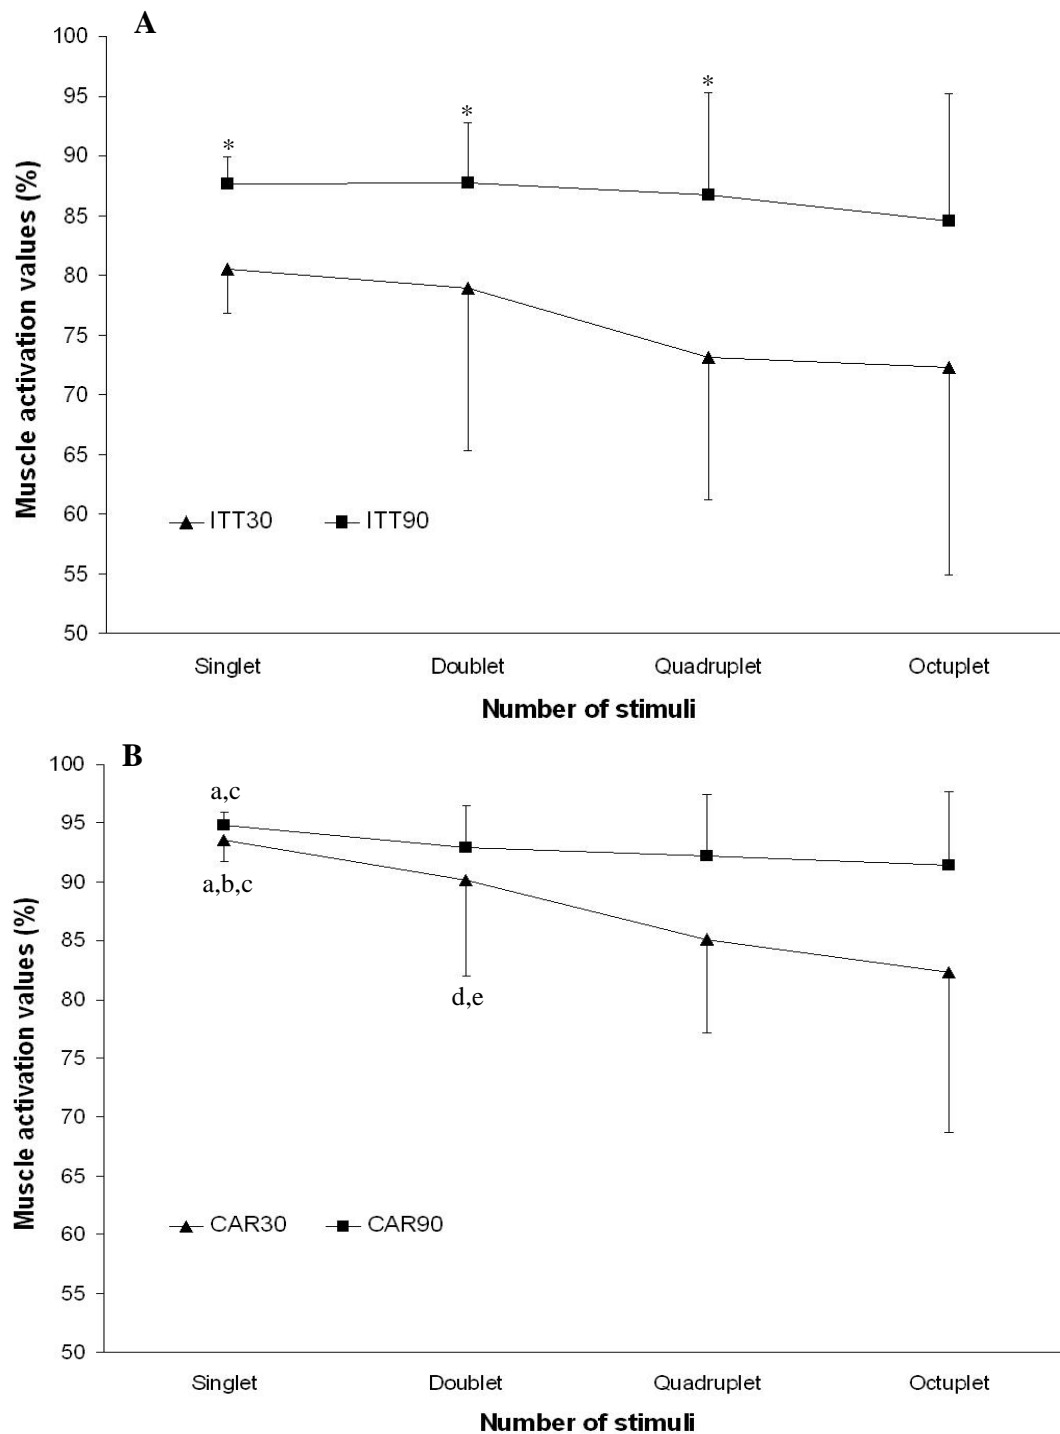 A
100
*
95
*
90
*
85
80
75
70
65
60
55
50
Muscle activation values (%)
ITT30 ITT90
Singlet Doublet Quadruplet Octuplet
Number of stimuli
B
100
a,c
95
90
a,b,c
85
80
d,e
75
70
65
60
55
50
Muscle activation values (%)
CAR30 CAR90
Singlet Doublet Quadruplet Octuplet
Number of stimuli